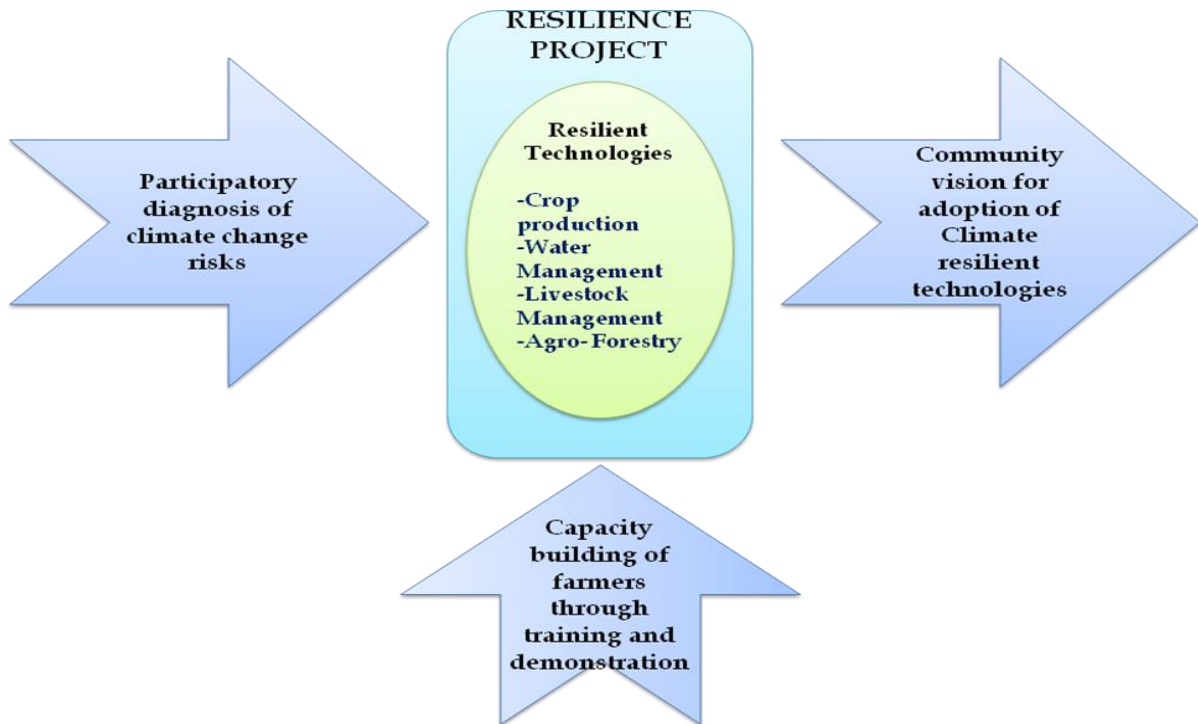 RESILIENCE
PROJECT
Participatory
diagnosis of
climate change
risks
Resilient
Technologies
-Crop
production
-Water
Management
-Livestock
Management
-Agro- Forestry
Community
vision for
adoption of
Climate
resilient
technologies
Capacity
building of
farmers
through
training and
demonstration